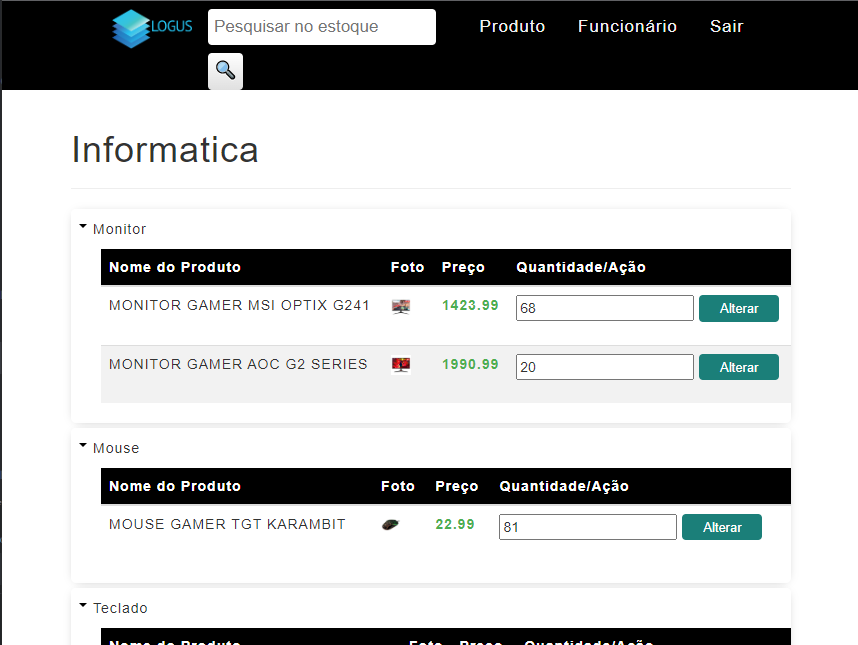 LOGUS
Pesquisar no estoque
Produto Funcionário Sair
Informatica
Monitor
Nome do Produto Foto Preço Quantidade/Ação
MONITOR GAMER MSI OPTIX G241 1423.99 68 Alterar
MONITOR GAMER AOC G2 SERIES 1990.99 20 Alterar
Mouse
Nome do Produto Foto Preço Quantidade/Ação
MOUSE GAMER TGT KARAMBIT 22.99 81 Alterar
Teclado
Nome do Produto Foto Preço Quantidade/Ação